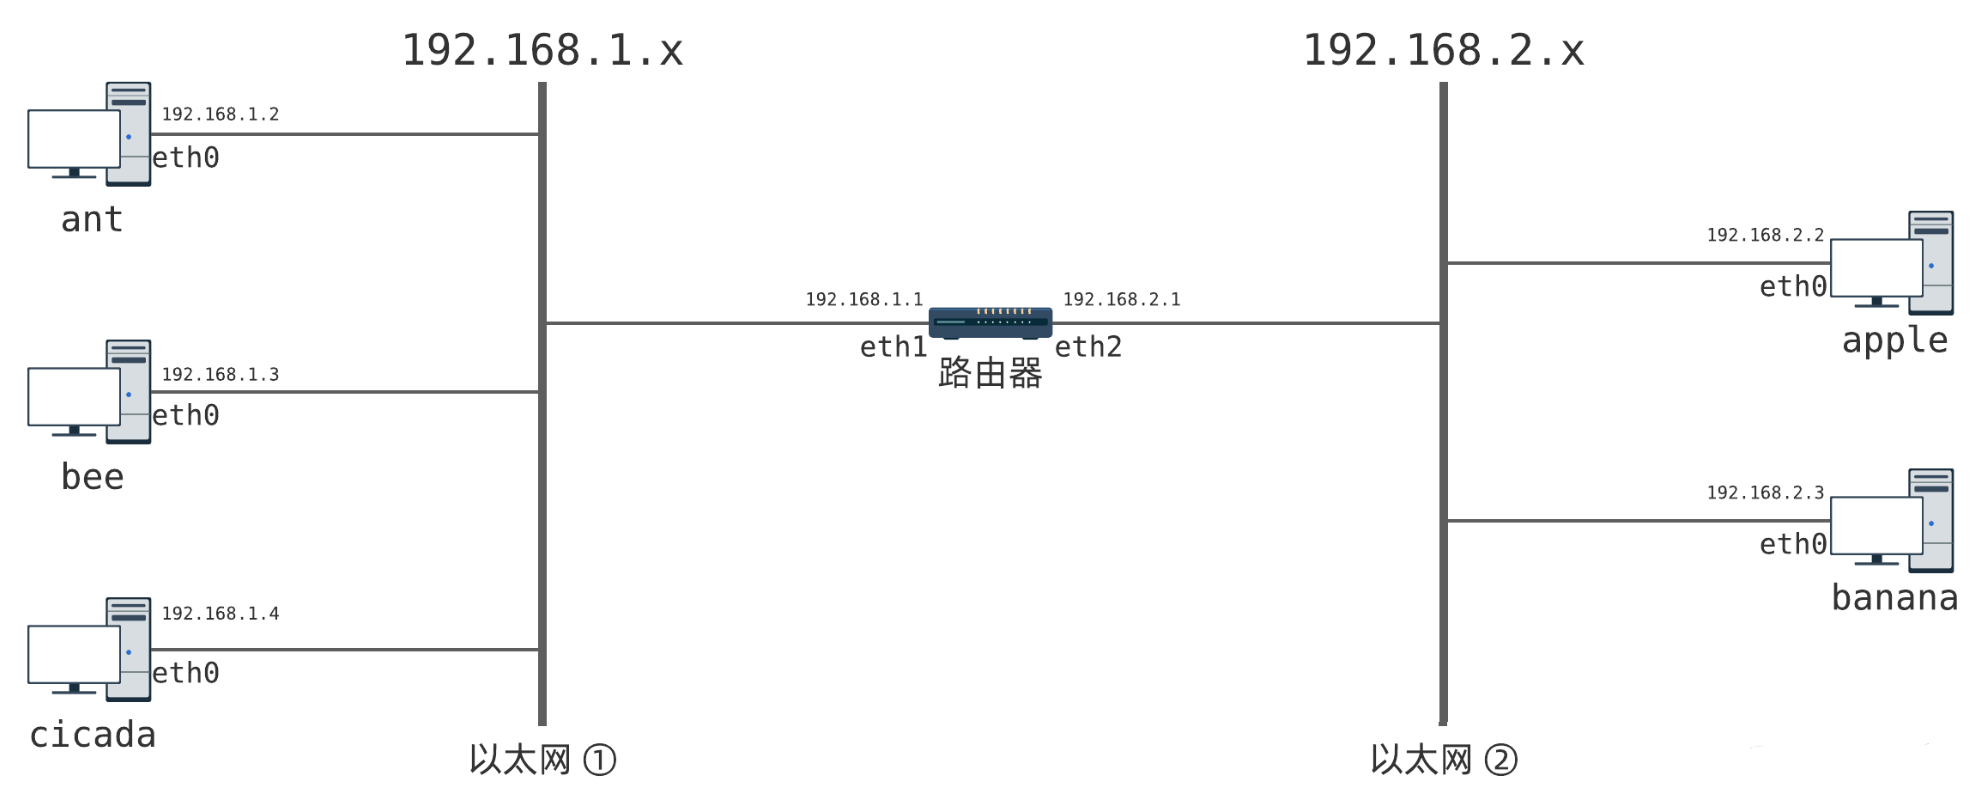 192.168.1.x
192.168.2.x
192.168.1.2
eth0
ant
192.168.2.2
eth0
apple
192.168.1.1
192.168.2.1
eth1
eth2
路由器
192.168.1.3
eth0
bee
192.168.2.3
eth0
banana
192.168.1.4
eth0
cicada
以太网 ①
以太网 ②